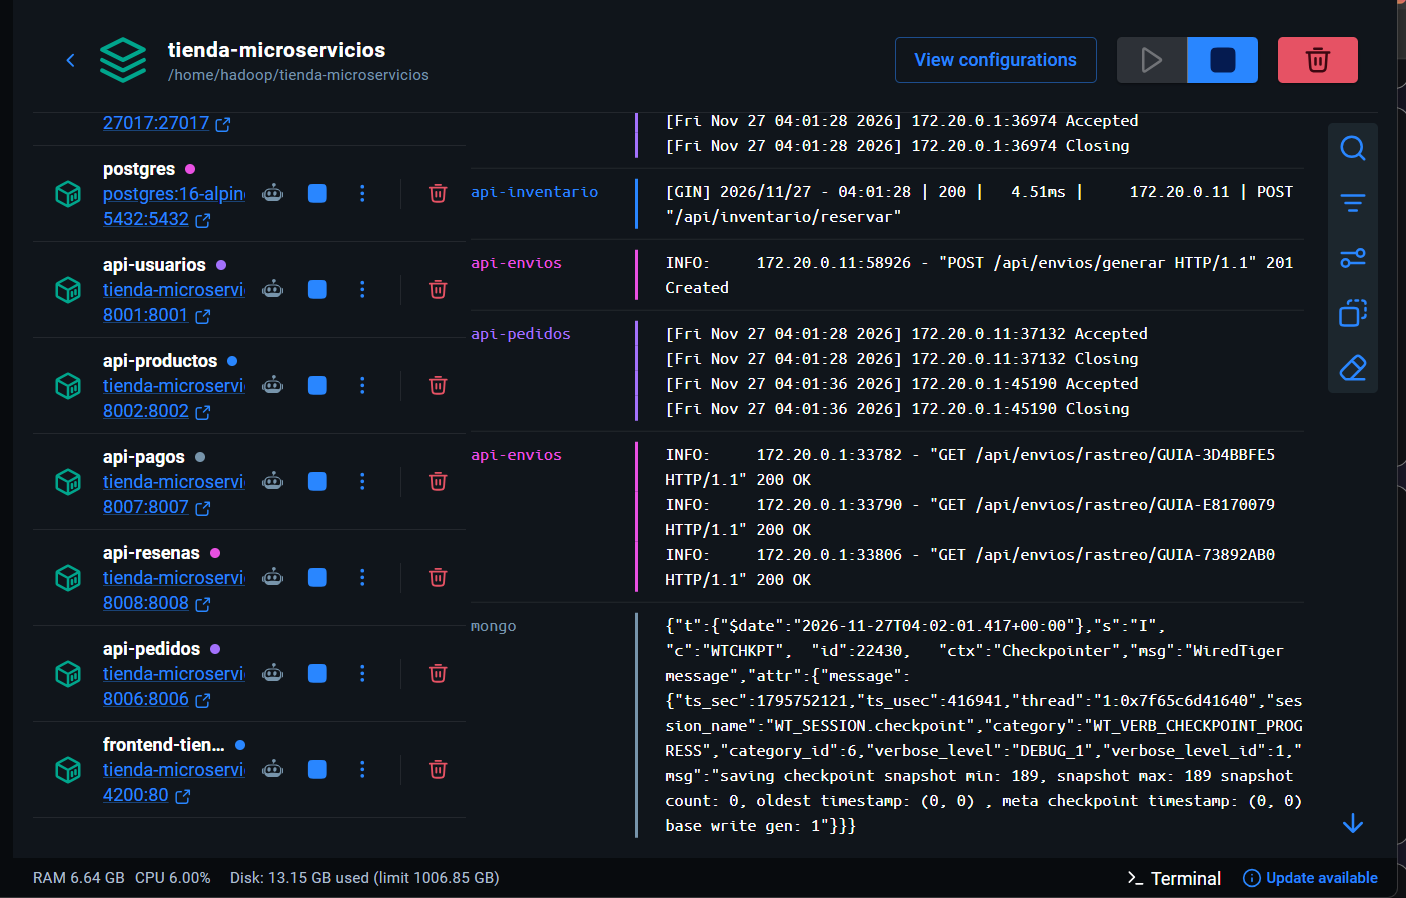 tienda-microservicios
/home/hadoop/tienda-microservicios
View configurations
27017:27017
postgres
postgres:16-alpin
5432:5432
api-usuarios
tienda-microservi
8001:8001
api-productos
tienda-microservi
8002:8002
api-pagos
tienda-microservi
8007:8007
api-resenas
tienda-microservi
8008:8008
api-pedidos
tienda-microservi
8006:8006
frontend-tien...
tienda-microservi
4200:80
[Fri Nov 27 04:01:28 2026] 172.20.0.1:36974 Accepted
[Fri Nov 27 04:01:28 2026] 172.20.0.1:36974 Closing
api-inventario
[GIN] 2026/11/27 - 04:01:28 | 200 |   4.51ms |     172.20.0.11 | POST
"/api/inventario/reservar"
api-envios
INFO:     172.20.0.11:58926 - "POST /api/envios/generar HTTP/1.1" 201
Created
api-pedidos
[Fri Nov 27 04:01:28 2026] 172.20.0.11:37132 Accepted
[Fri Nov 27 04:01:28 2026] 172.20.0.11:37132 Closing
[Fri Nov 27 04:01:36 2026] 172.20.0.1:45190 Accepted
[Fri Nov 27 04:01:36 2026] 172.20.0.1:45190 Closing
api-envios
INFO:     172.20.0.1:33782 - "GET /api/envios/rastreo/GUIA-3D4BBFE5
HTTP/1.1" 200 OK
INFO:     172.20.0.1:33790 - "GET /api/envios/rastreo/GUIA-E8170079
HTTP/1.1" 200 OK
INFO:     172.20.0.1:33806 - "GET /api/envios/rastreo/GUIA-73892AB0
HTTP/1.1" 200 OK
mongo
{"t":{"$date":"2026-11-27T04:02:01.417+00:00"},"s":"I",
"c":"WTCHKPT",  "id":22430,   "ctx":"Checkpointer","msg":"WiredTiger
message","attr":{"message":
{"ts_sec":1795752121,"ts_usec":416941,"thread":"1:0x7f65c6d41640","ses
sion_name":"WT_SESSION.checkpoint","category":"WT_VERB_CHECKPOINT_PROG
RESS","category_id":6,"verbose_level":"DEBUG_1","verbose_level_id":1,"
msg":"saving checkpoint snapshot min: 189, snapshot max: 189 snapshot
count: 0, oldest timestamp: (0, 0) , meta checkpoint timestamp: (0, 0)
base write gen: 1"}}}
RAM 6.64 GB  CPU 6.00%   Disk: 13.15 GB used (limit 1006.85 GB)
Terminal
Update available